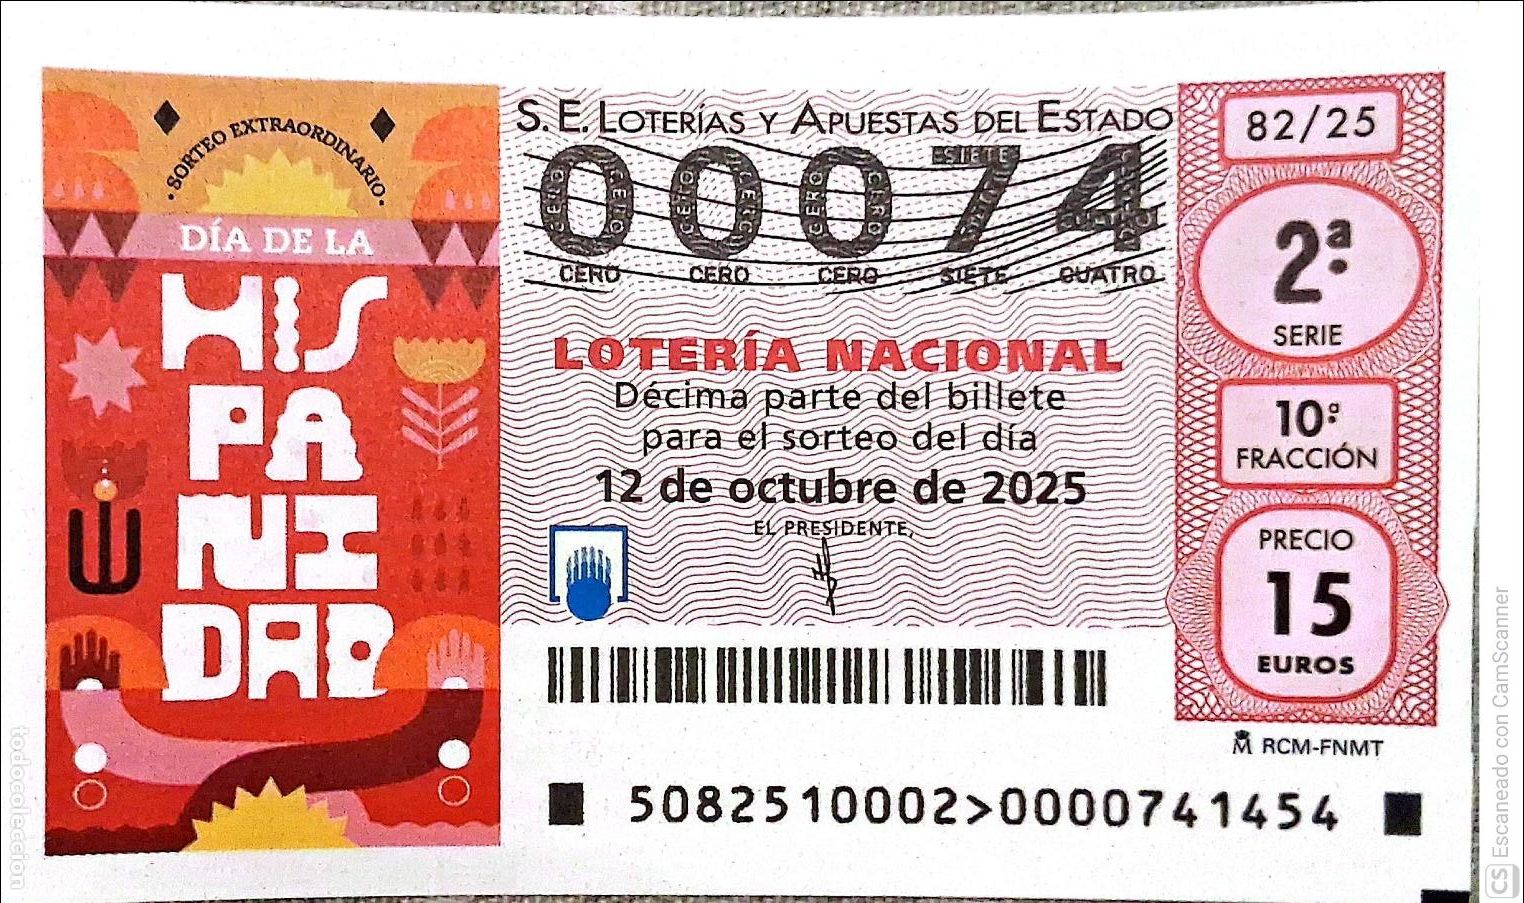 ·SORTEO EXTRAORDINARIO·
DÍA DE LA
HIS
PA
NI
DAD
S.E. LOTERÍAS Y APUESTAS DEL ESTADO
00074
CERO CERO CERO SIETE CUATRO
LOTERÍA NACIONAL
Décima parte del billete
para el sorteo del día
12 de octubre de 2025
EL PRESIDENTE,
82/25
2ª
SERIE
10ª
FRACCIÓN
PRECIO
15
EUROS
RCM-FNMT
5082510002>0000741454
todocoleccion
CS Escaneado con CamScanner